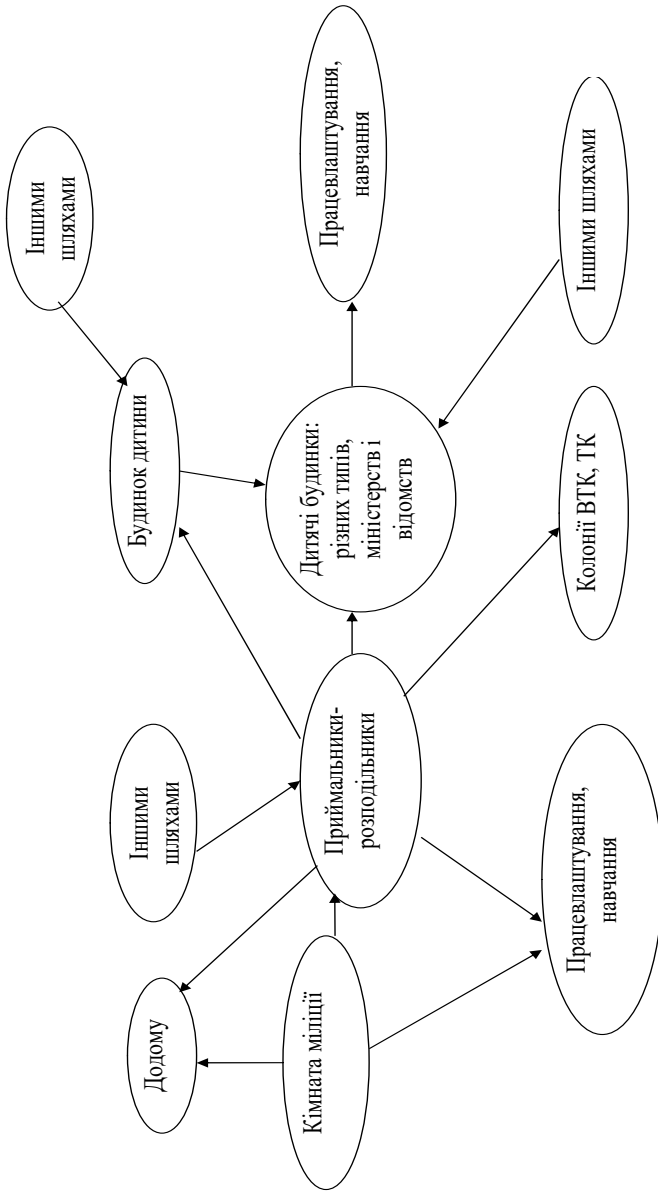 Додому
Іншими
шляхами
Будинок дитини
Іншими
шляхами
Кімната міліції
Приймальники-
розподільники
Дитячі будинки:
різних типів,
міністерств і
відомств
Працевлаштування,
навчання
Працевлаштування,
навчання
Колонії ВТК, ТК
Іншими шляхами